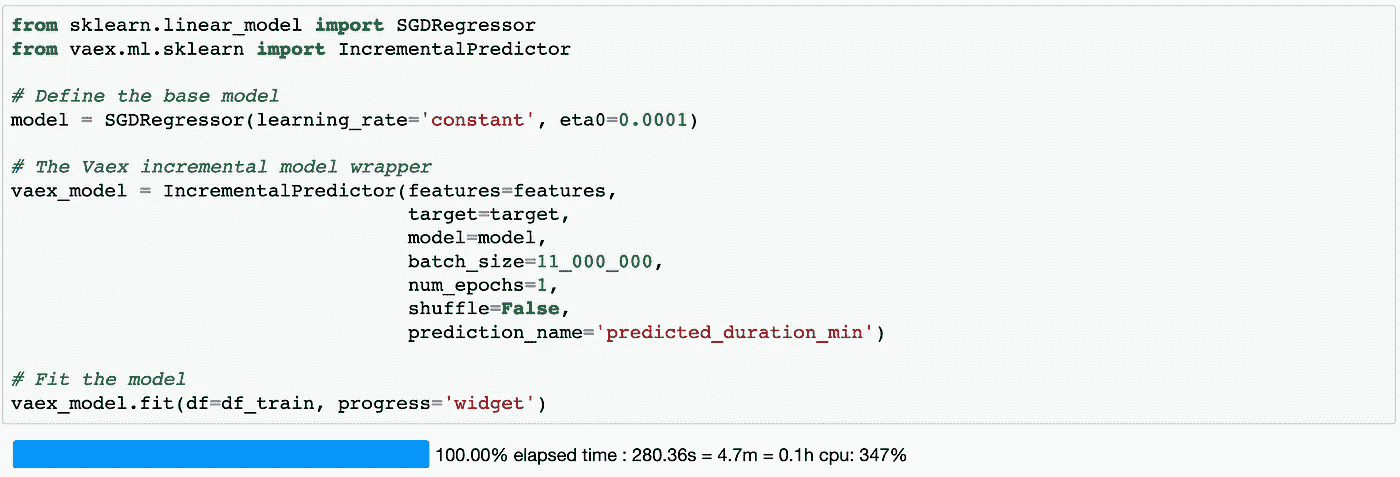 from sklearn.linear_model import SGDRegressor
from vaex.ml.sklearn import IncrementalPredictor
# Define the base model
model = SGDRegressor(learning_rate='constant', eta0=0.0001)
# The Vaex incremental model wrapper
vaex_model = IncrementalPredictor(features=features,
target=target,
model=model,
batch_size=11_000_000,
num_epochs=1,
shuffle=False,
prediction_name='predicted_duration_min')
# Fit the model
vaex_model.fit(df=df_train, progress='widget')
100.00% elapsed time : 280.36s = 4.7m = 0.1h cpu: 347%